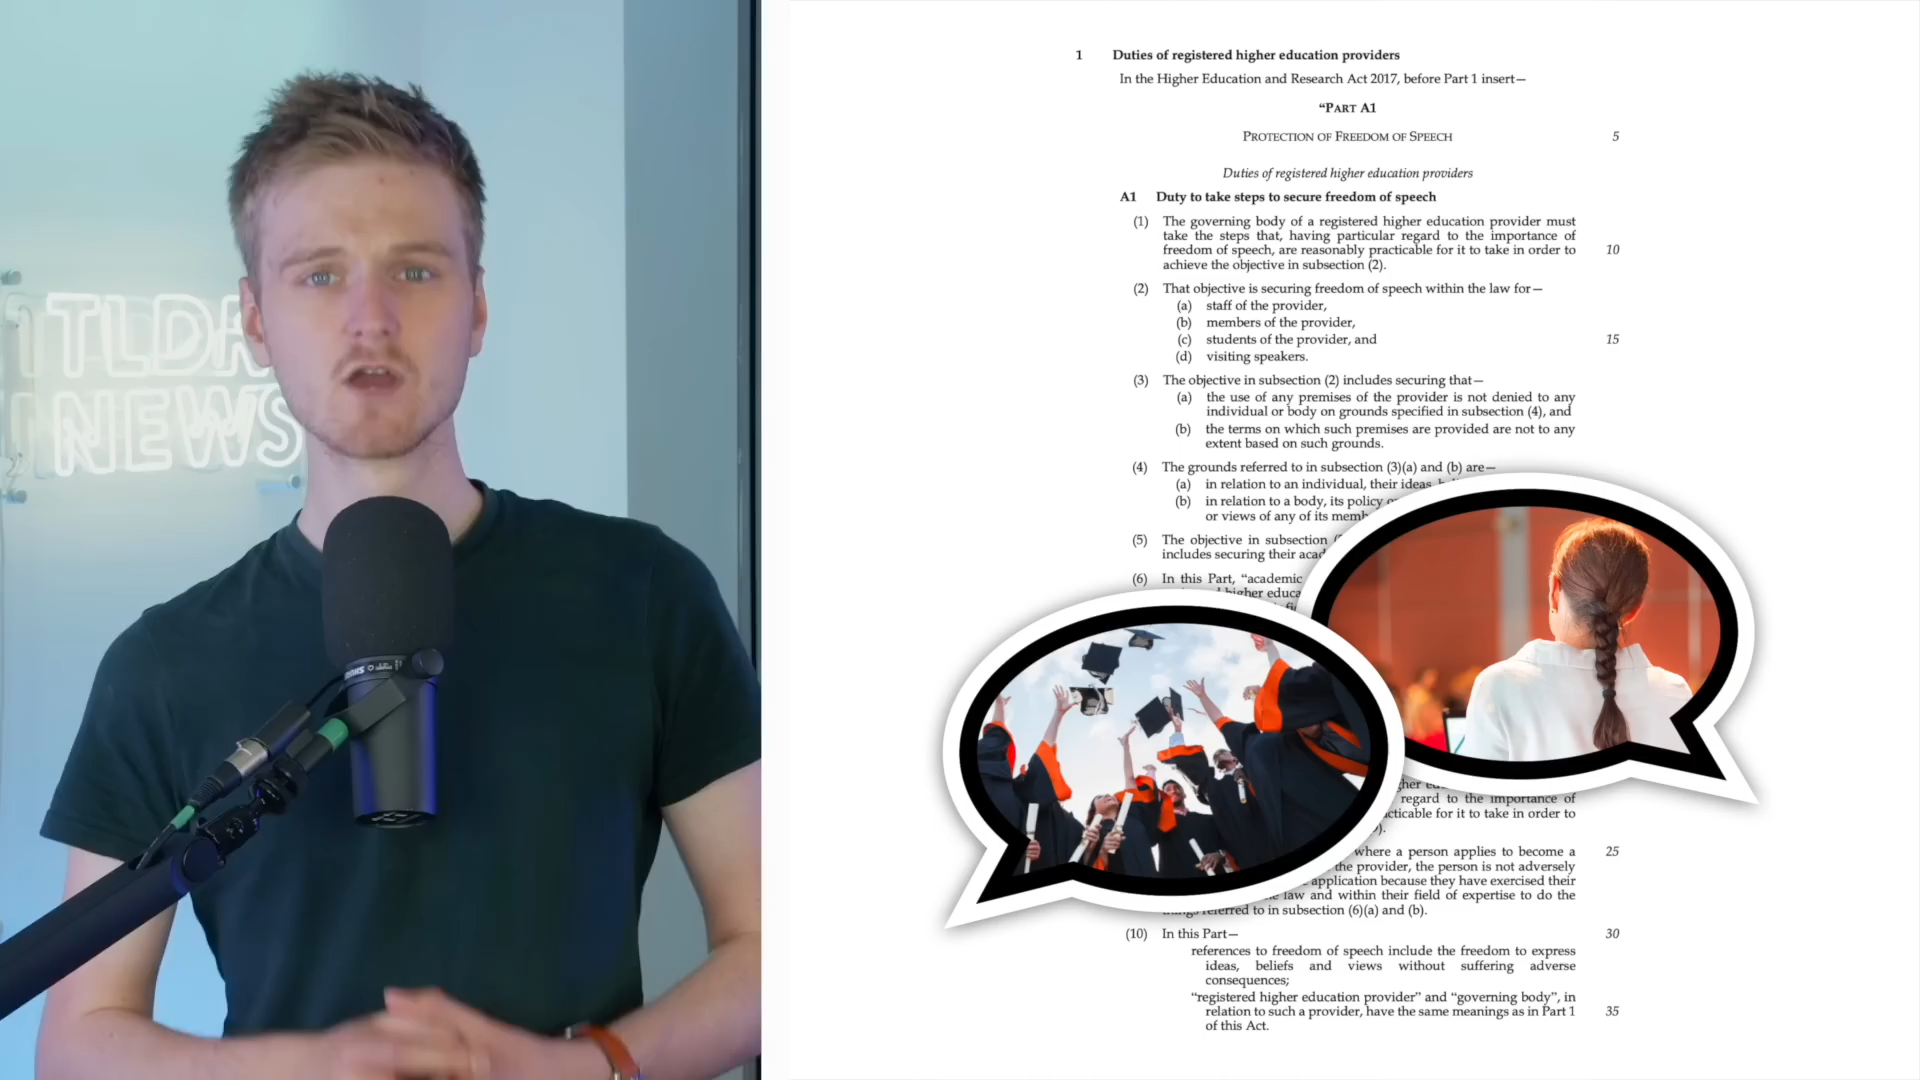 TLDR
NEWS
SHURE
1 Duties of registered higher education providers
In the Higher Education and Research Act 2017, before Part 1 insert—
“PART A1
PROTECTION OF FREEDOM OF SPEECH 5
Duties of registered higher education providers
A1 Duty to take steps to secure freedom of speech
(1) The governing body of a registered higher education provider must
take the steps that, having particular regard to the importance of
freedom of speech, are reasonably practicable for it to take in order to 10
achieve the objective in subsection (2).
(2) That objective is securing freedom of speech within the law for—
(a) staff of the provider,
(b) members of the provider,
(c) students of the provider, and 15
(d) visiting speakers.
(3) The objective in subsection (2) includes securing that—
(a) the use of any premises of the provider is not denied to any
individual or body on grounds specified in subsection (4), and
(b) the terms on which such premises are provided are not to any
extent based on such grounds.
(4) The grounds referred to in subsection (3)(a) and (b) are—
(a) in relation to an individual, their ideas,
(b) in relation to a body, its policy
or views of any of its
(5) The objective in subsection
includes securing their
(6) In this Part, “academic
higher
regard to the importance of
for it to take in order to
where a person applies to become a 25
the provider, the person is not adversely
application because they have exercised their
law and within their field of expertise to do the
referred to in subsection (6)(a) and (b).
(10) In this Part— 30
references to freedom of speech include the freedom to express
ideas, beliefs and views without suffering adverse
consequences;
“registered higher education provider” and “governing body”, in
relation to such a provider, have the same meanings as in Part 1 35
of this Act.